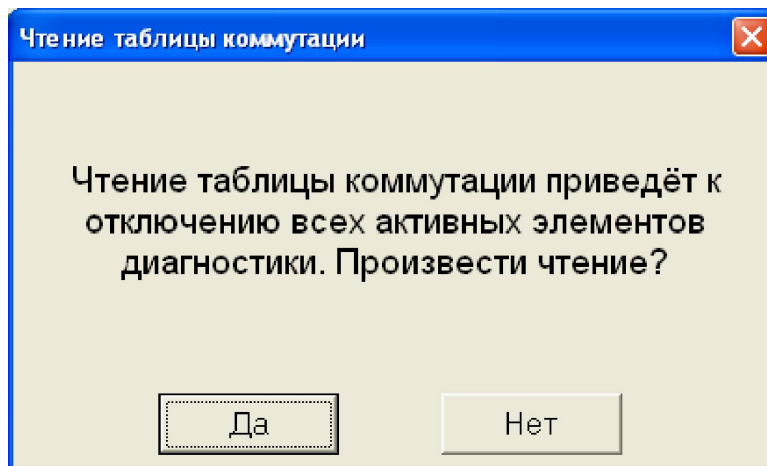 Чтение таблицы коммутации
Чтение таблицы коммутации приведёт к
отключению всех активных элементов
диагностики. Произвести чтение?
Да
Нет